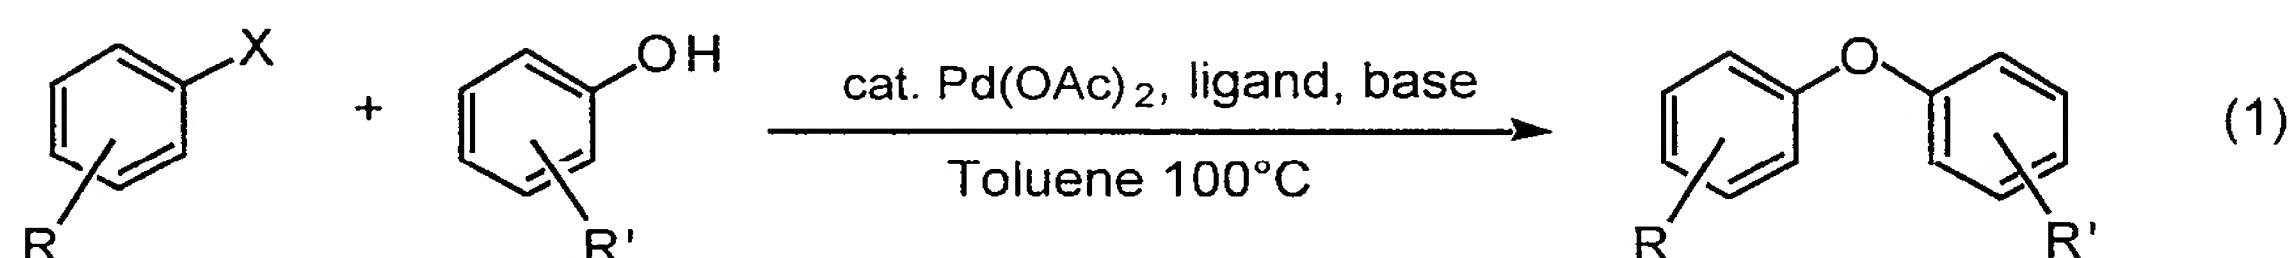 X
+
OH
cat. Pd(OAc) 2, ligand, base
Toluene 100°C
O
(1)
R
R'
R
R'